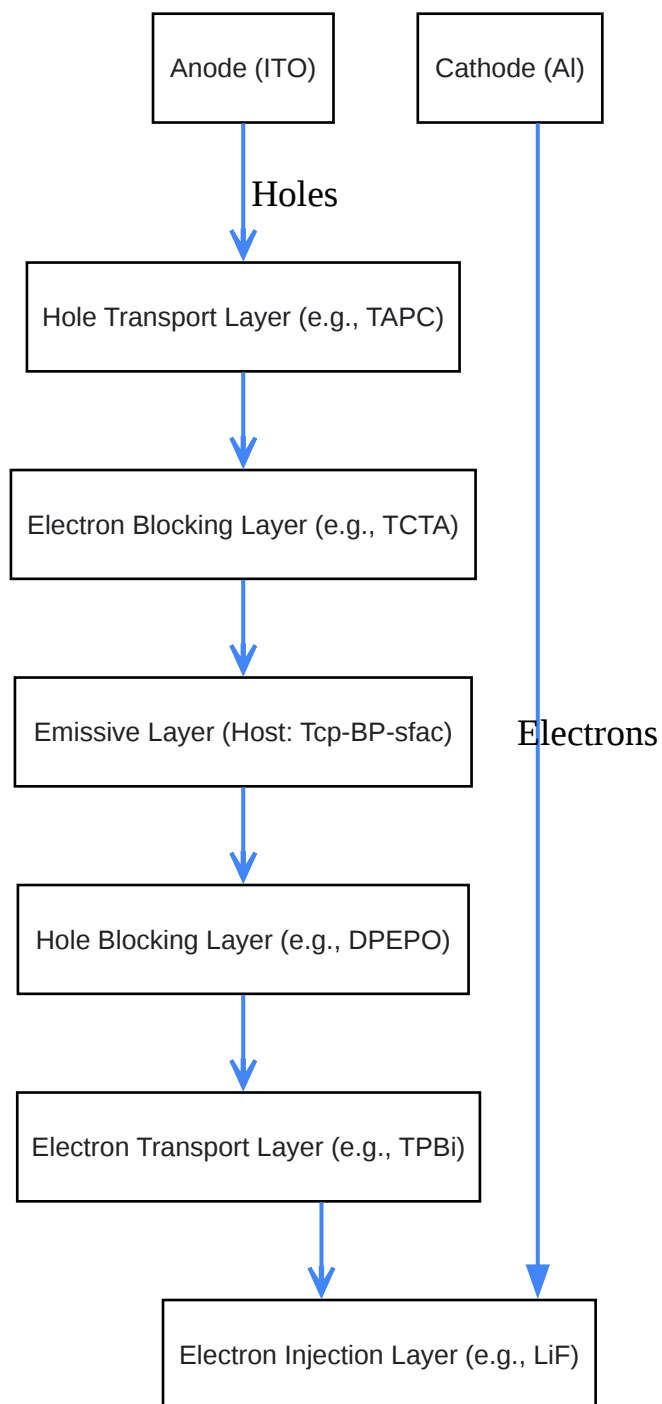 Anode (ITO)
Cathode (Al)
Holes
Hole Transport Layer (e.g., TAPC)
Electron Blocking Layer (e.g., TCTA)
Emissive Layer (Host: Tcp-BP-sfac)
Electrons
Hole Blocking Layer (e.g., DPEPO)
Electron Transport Layer (e.g., TPBi)
Electron Injection Layer (e.g., LiF)